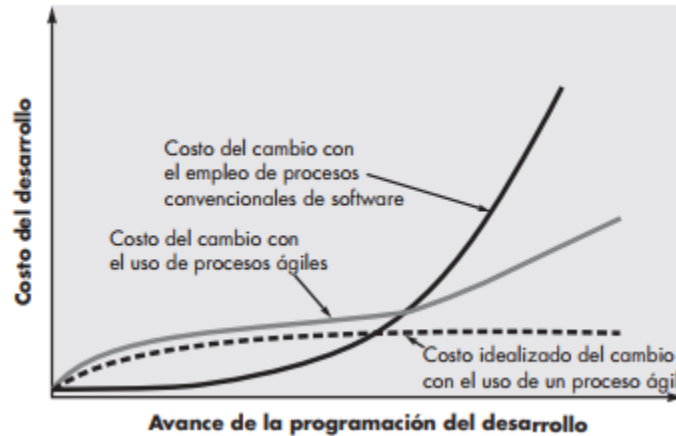 Costo del desarrollo
Costo del cambio con
el empleo de procesos
convencionales de software
Costo del cambio con
el uso de procesos ágiles
Costo idealizado del cambio
con el uso de un proceso ágil
Avance de la programación del desarrollo